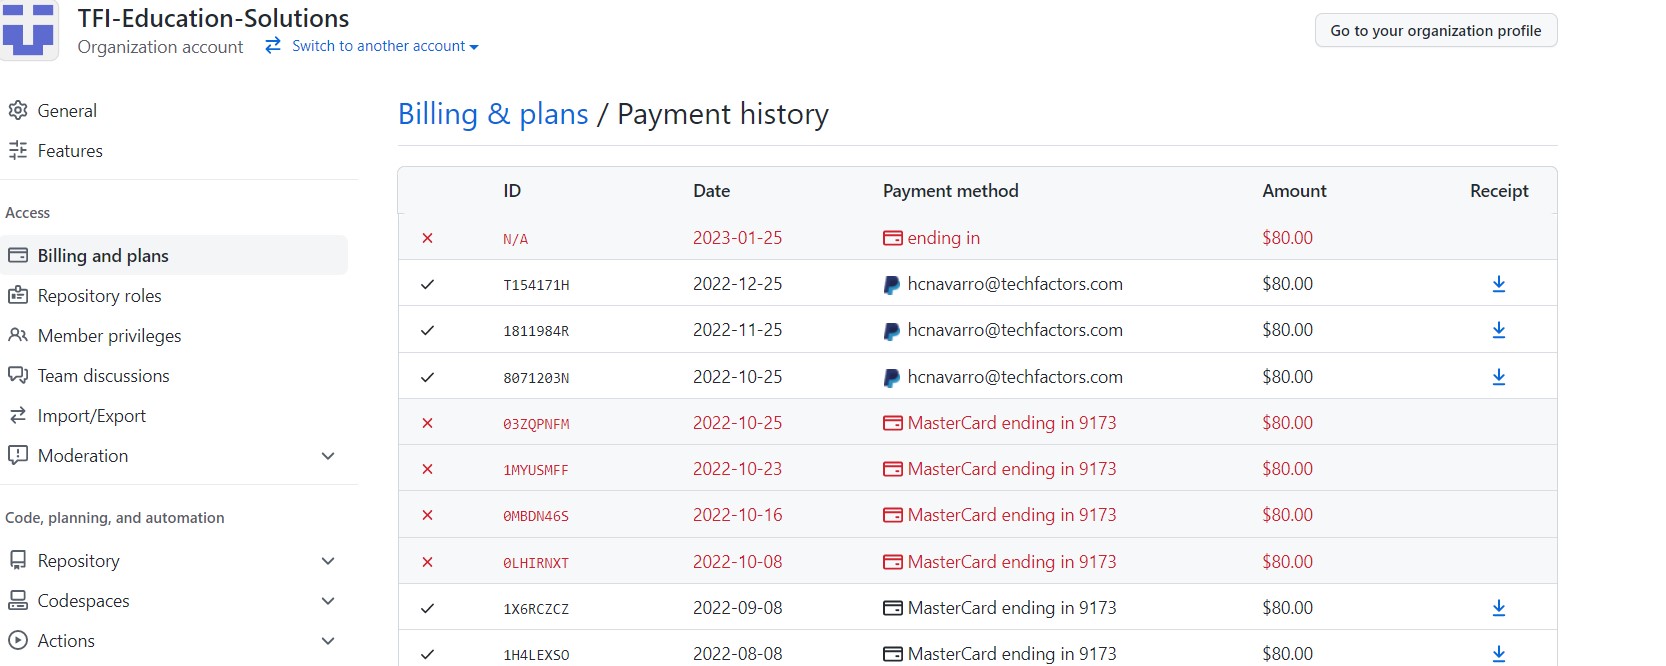 TFI-Education-Solutions
Organization account Switch to another account
Go to your organization profile
General
Features
Access
Billing and plans
Repository roles
Member privileges
Team discussions
Import/Export
Moderation
Code, planning, and automation
Repository
Codespaces
Actions
Billing & plans / Payment history
ID Date Payment method Amount Receipt
N/A 2023-01-25 ending in $80.00
T154171H 2022-12-25 hcnavarro@techfactors.com $80.00
1811984R 2022-11-25 hcnavarro@techfactors.com $80.00
8071203N 2022-10-25 hcnavarro@techfactors.com $80.00
03ZQPNFM 2022-10-25 MasterCard ending in 9173 $80.00
1MYUSMFF 2022-10-23 MasterCard ending in 9173 $80.00
0MBDN46S 2022-10-16 MasterCard ending in 9173 $80.00
0LHIRNXT 2022-10-08 MasterCard ending in 9173 $80.00
1X6RCZCZ 2022-09-08 MasterCard ending in 9173 $80.00
1H4LEXSO 2022-08-08 MasterCard ending in 9173 $80.00